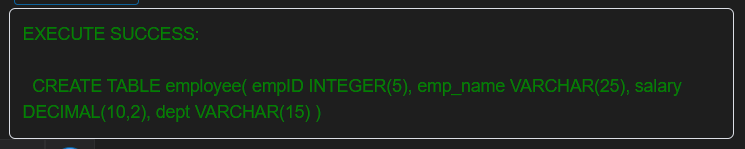 EXECUTE SUCCESS:
CREATE TABLE employee( empID INTEGER(5), emp_name VARCHAR(25), salary
DECIMAL(10,2), dept VARCHAR(15) )